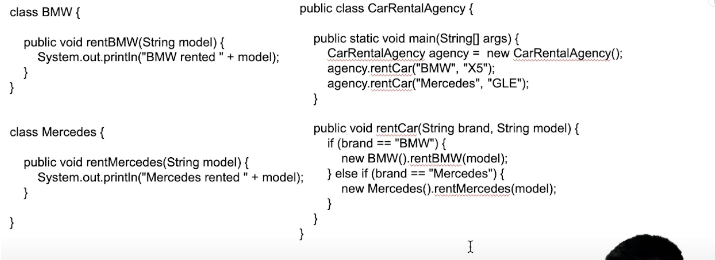 class BMW {
public void rentBMW(String model) {
System.out.println("BMW rented " + model);
}
}
class Mercedes {
public void rentMercedes(String model) {
System.out.println("Mercedes rented " + model);
}
}
public class CarRentalAgency {
public static void main(String[] args) {
CarRentalAgency agency = new CarRentalAgency();
agency.rentCar("BMW", "X5");
agency.rentCar("Mercedes", "GLE");
}
public void rentCar(String brand, String model) {
if (brand == "BMW") {
new BMW().rentBMW(model);
} else if (brand == "Mercedes") {
new Mercedes().rentMercedes(model);
}
}
}